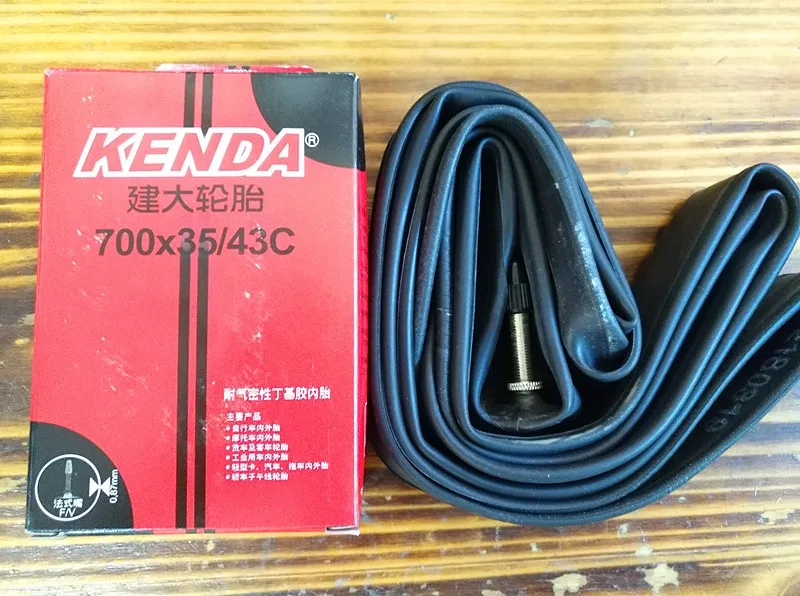 KENDA®
建大轮胎
700x35/43C
耐气密性丁基胶内胎
主要产品
•自行车内外胎
•摩托车内外胎
•货车及客车轮胎
•工业用车内外胎
•轻型卡、汽车、拖车内外胎
•轿车子午线轮胎
0.87mm
法式嘴
F/V